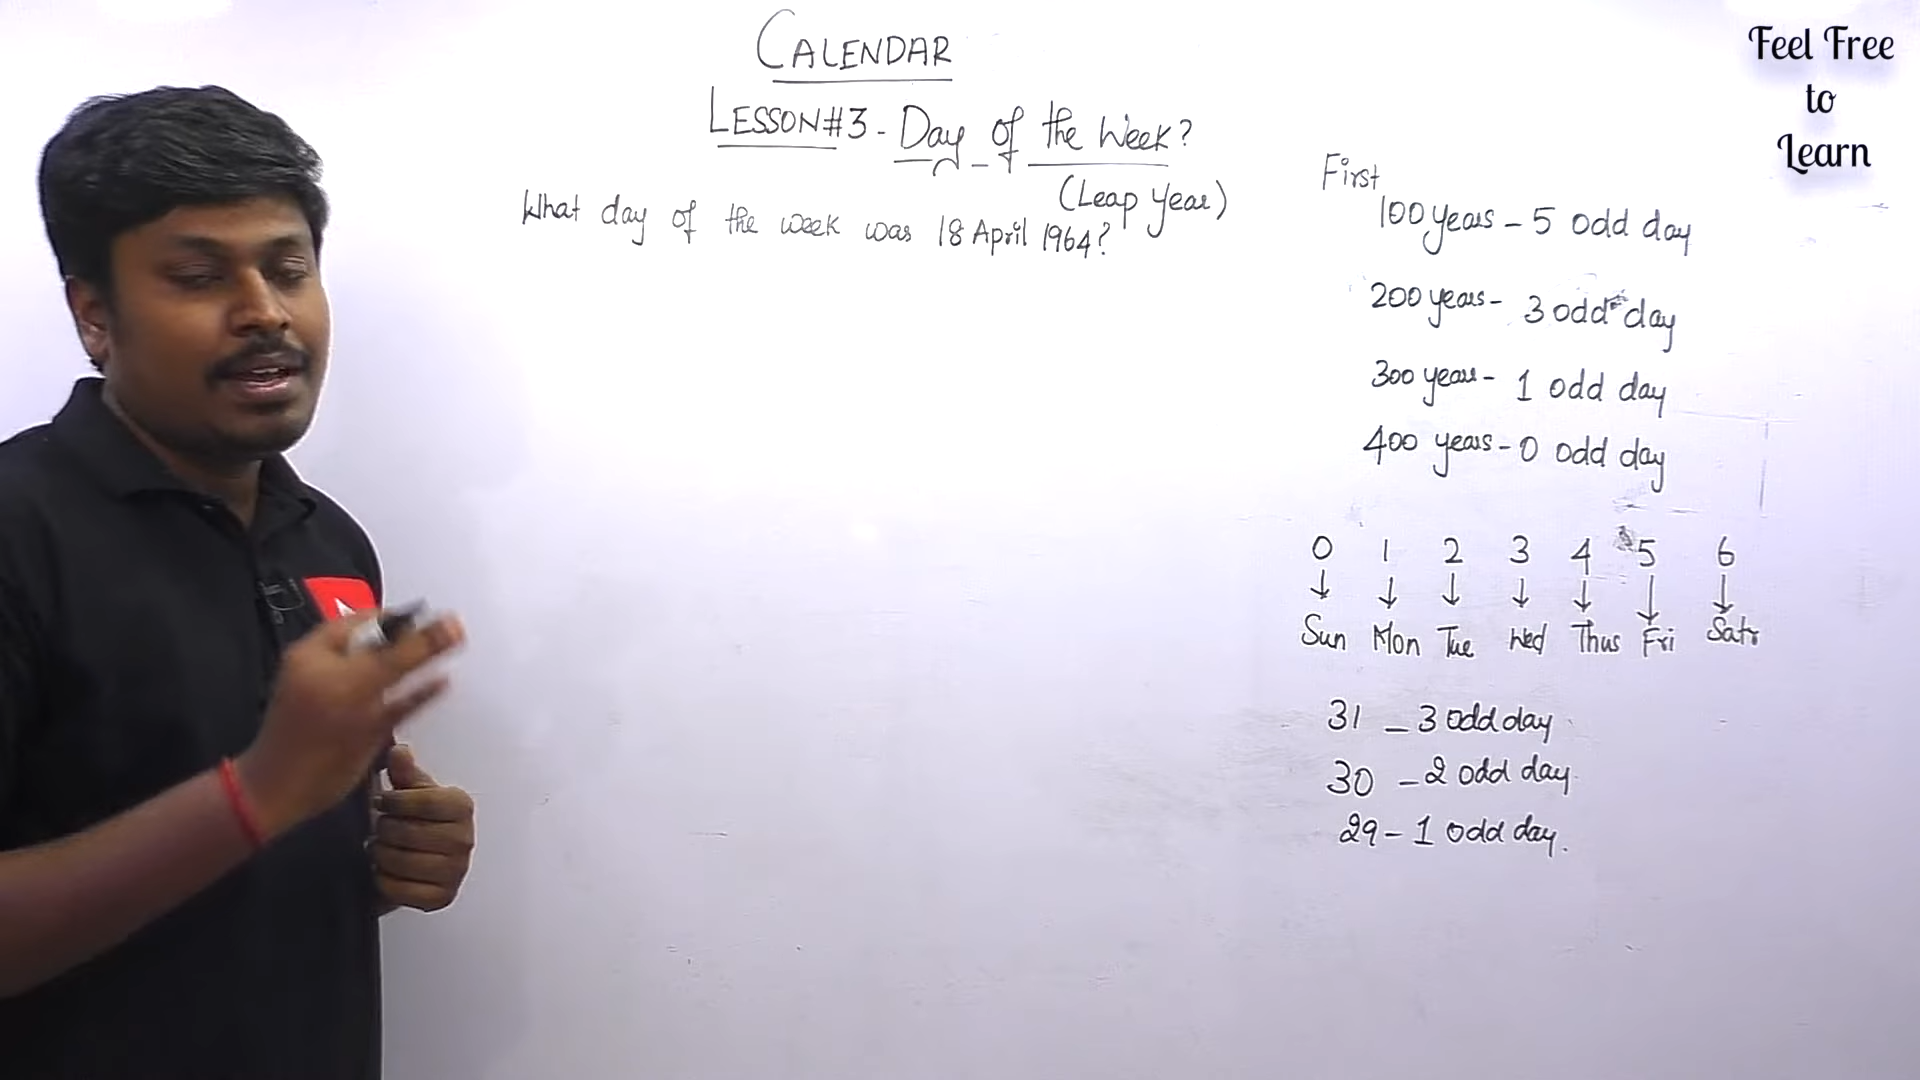 CALENDAR
LESSON#3 - Day of the Week?
(Leap Year)
What day of the week was 18 April 1964?
First
100 years - 5 odd day
200 years - 3 odd day
300 years - 1 odd day
400 years - 0 odd day
0 1 2 3 4 5 6
Sun Mon Tue Wed Thus Fri Satr
31 - 3 odd day
30 - 2 odd day
29 - 1 odd day.
Feel Free
to
Learn